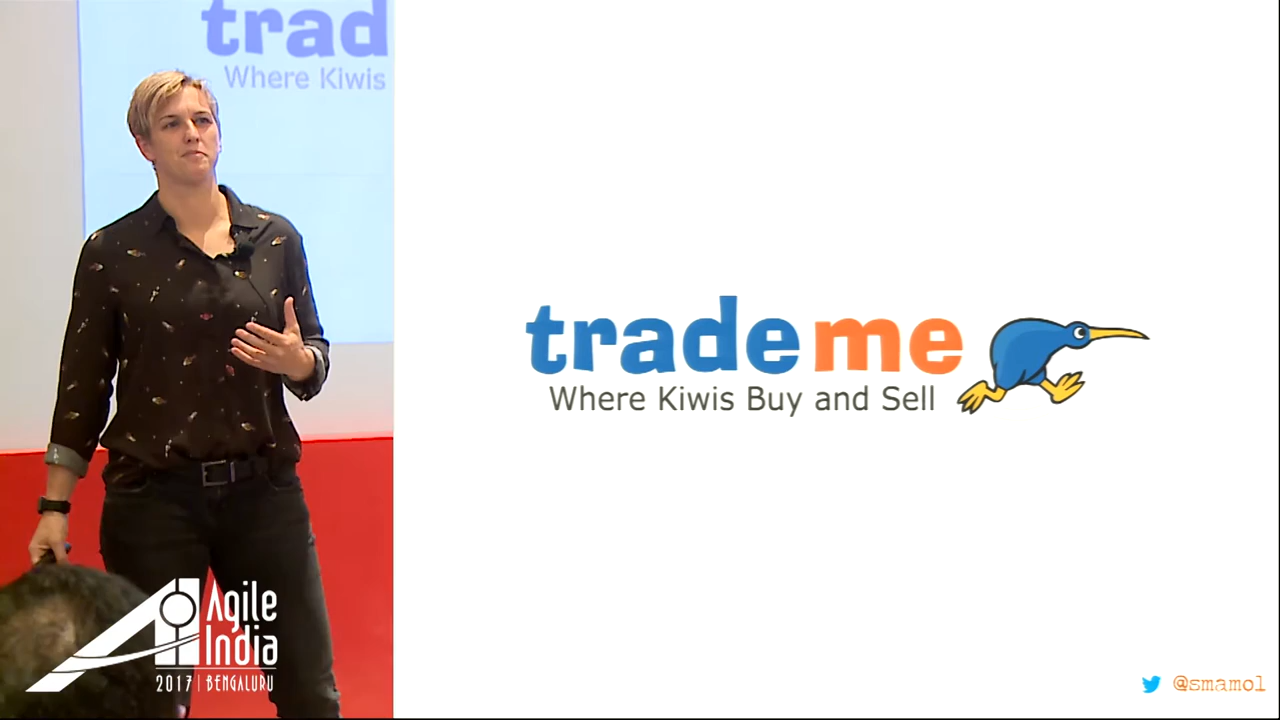 trad
Where Kiwis
trademe
Where Kiwis Buy and Sell
Agile
India
2017 | BENGALURU
@smamol